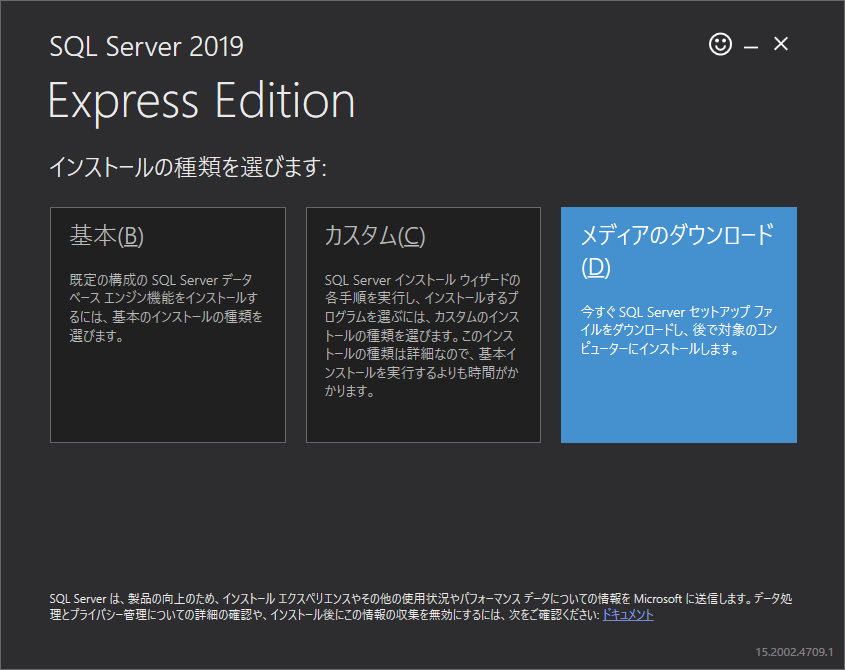 SQL Server 2019
Express Edition
インストールの種類を選びます:
基本(B)
既定の構成の SQL Server データ
ベース エンジン機能をインストールす
るには、基本のインストールの種類を
選びます。
カスタム(C)
SQL Server インストール ウィザードの
各手順を実行し、インストールするプ
ログラムを選ぶには、カスタムのインス
トールの種類を選びます。このインス
トールの種類は詳細なので、基本イ
ンストールを実行するよりも時間がか
かります。
メディアのダウンロード
(D)
今すぐ SQL Server セットアップ ファ
イルをダウンロードし、後で対象のコン
ピューターにインストールします。
SQL Server は、製品の向上のため、インストール エクスペリエンスやその他の使用状況やパフォーマンス データについての情報を Microsoft に送信します。データ処
理とプライバシー管理についての詳細の確認や、インストール後にこの情報の収集を無効にするには、次をご確認ください: ドキュメント
15.2002.4709.1